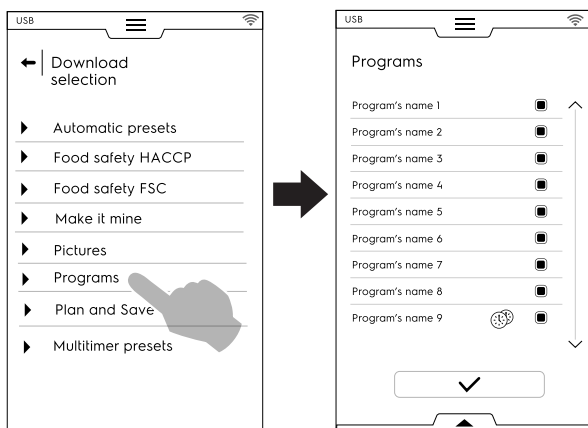 USB
Download
selection
Automatic presets
Food safety HACCP
Food safety FSC
Make it mine
Pictures
Programs
Plan and Save
Multitimer presets
USB
Programs
Program's name 1
Program's name 2
Program's name 3
Program's name 4
Program's name 5
Program's name 6
Program's name 7
Program's name 8
Program's name 9